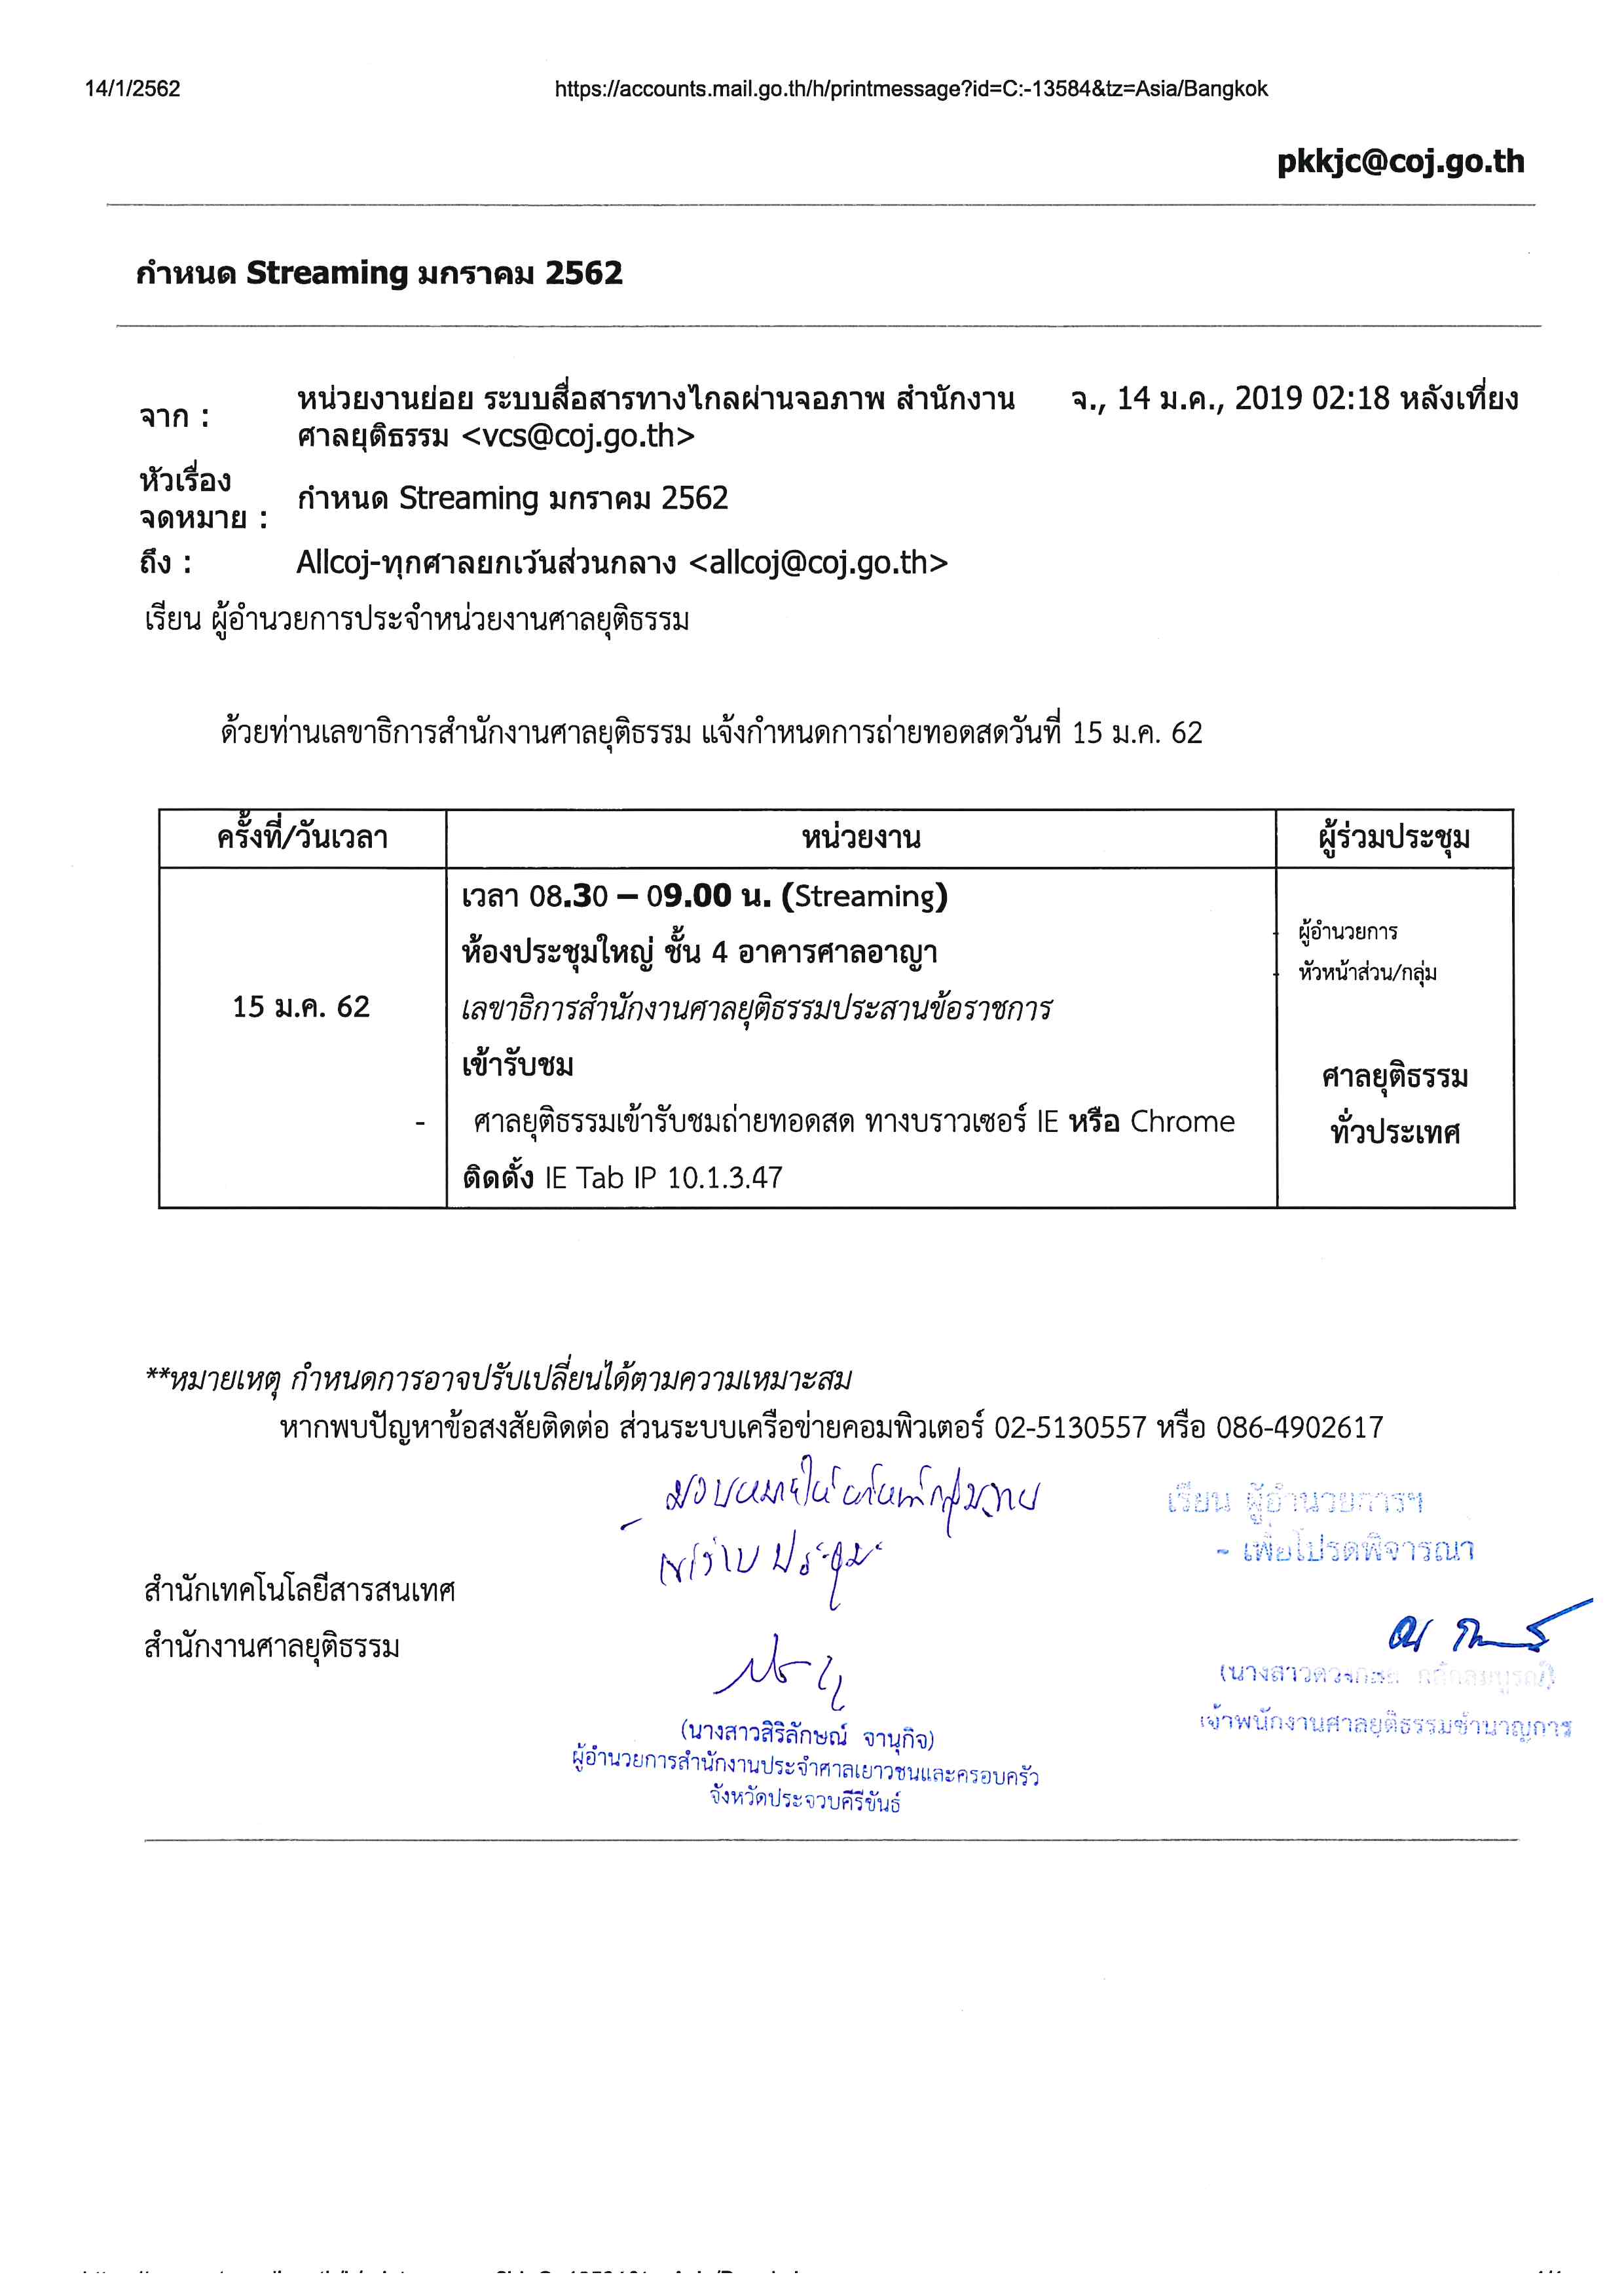 14/1/2562 https://accounts.mail.go.th/h/printmessage?id=C:-13584&tz=Asia/Bangkok
pkkjc@coj.go.th
กำหนด Streaming มกราคม 2562
จาก : หน่วยงานย่อย ระบบสื่อสารทางไกลผ่านจอภาพ สำนักงาน จ., 14 ม.ค., 2019 02:18 หลังเที่ยง
ศาลยุติธรรม <vcs@coj.go.th>
หัวเรื่อง
จดหมาย : กำหนด Streaming มกราคม 2562
ถึง : Allcoj-ทุกศาลยกเว้นส่วนกลาง <allcoj@coj.go.th>
เรียน ผู้อำนวยการประจำหน่วยงานศาลยุติธรรม
ด้วยท่านเลขาธิการสำนักงานศาลยุติธรรม แจ้งกำหนดการถ่ายทอดสดวันที่ 15 ม.ค. 62
ครั้งที่/วันเวลา หน่วยงาน ผู้ร่วมประชุม
15 ม.ค. 62
เวลา 08.30 – 09.00 น. (Streaming)
ห้องประชุมใหญ่ ชั้น 4 อาคารศาลอาญา
เลขาธิการสำนักงานศาลยุติธรรมประสานข้อราชการ
เข้ารับชม
- ศาลยุติธรรมเข้ารับชมถ่ายทอดสด ทางบราวเซอร์ IE หรือ Chrome
ติดตั้ง IE Tab IP 10.1.3.47
- ผู้อำนวยการ
- หัวหน้าส่วน/กลุ่ม
ศาลยุติธรรม
ทั่วประเทศ
**หมายเหตุ กำหนดการอาจปรับเปลี่ยนได้ตามความเหมาะสม
หากพบปัญหาข้อสงสัยติดต่อ ส่วนระบบเครือข่ายคอมพิวเตอร์ 02-5130557 หรือ 086-4902617
- มอบหมายให้
ประชุม
เรียน ผู้อำนวยการฯ
- เพื่อโปรดพิจารณา
สำนักเทคโนโลยีสารสนเทศ
สำนักงานศาลยุติธรรม
(นางสาวสิริลักษณ์ จานุกิจ)
ผู้อำนวยการสำนักงานประจำศาลเยาวชนและครอบครัว
จังหวัดประจวบคีรีขันธ์
เจ้าพนักงานศาลยุติธรรมชำนาญการ